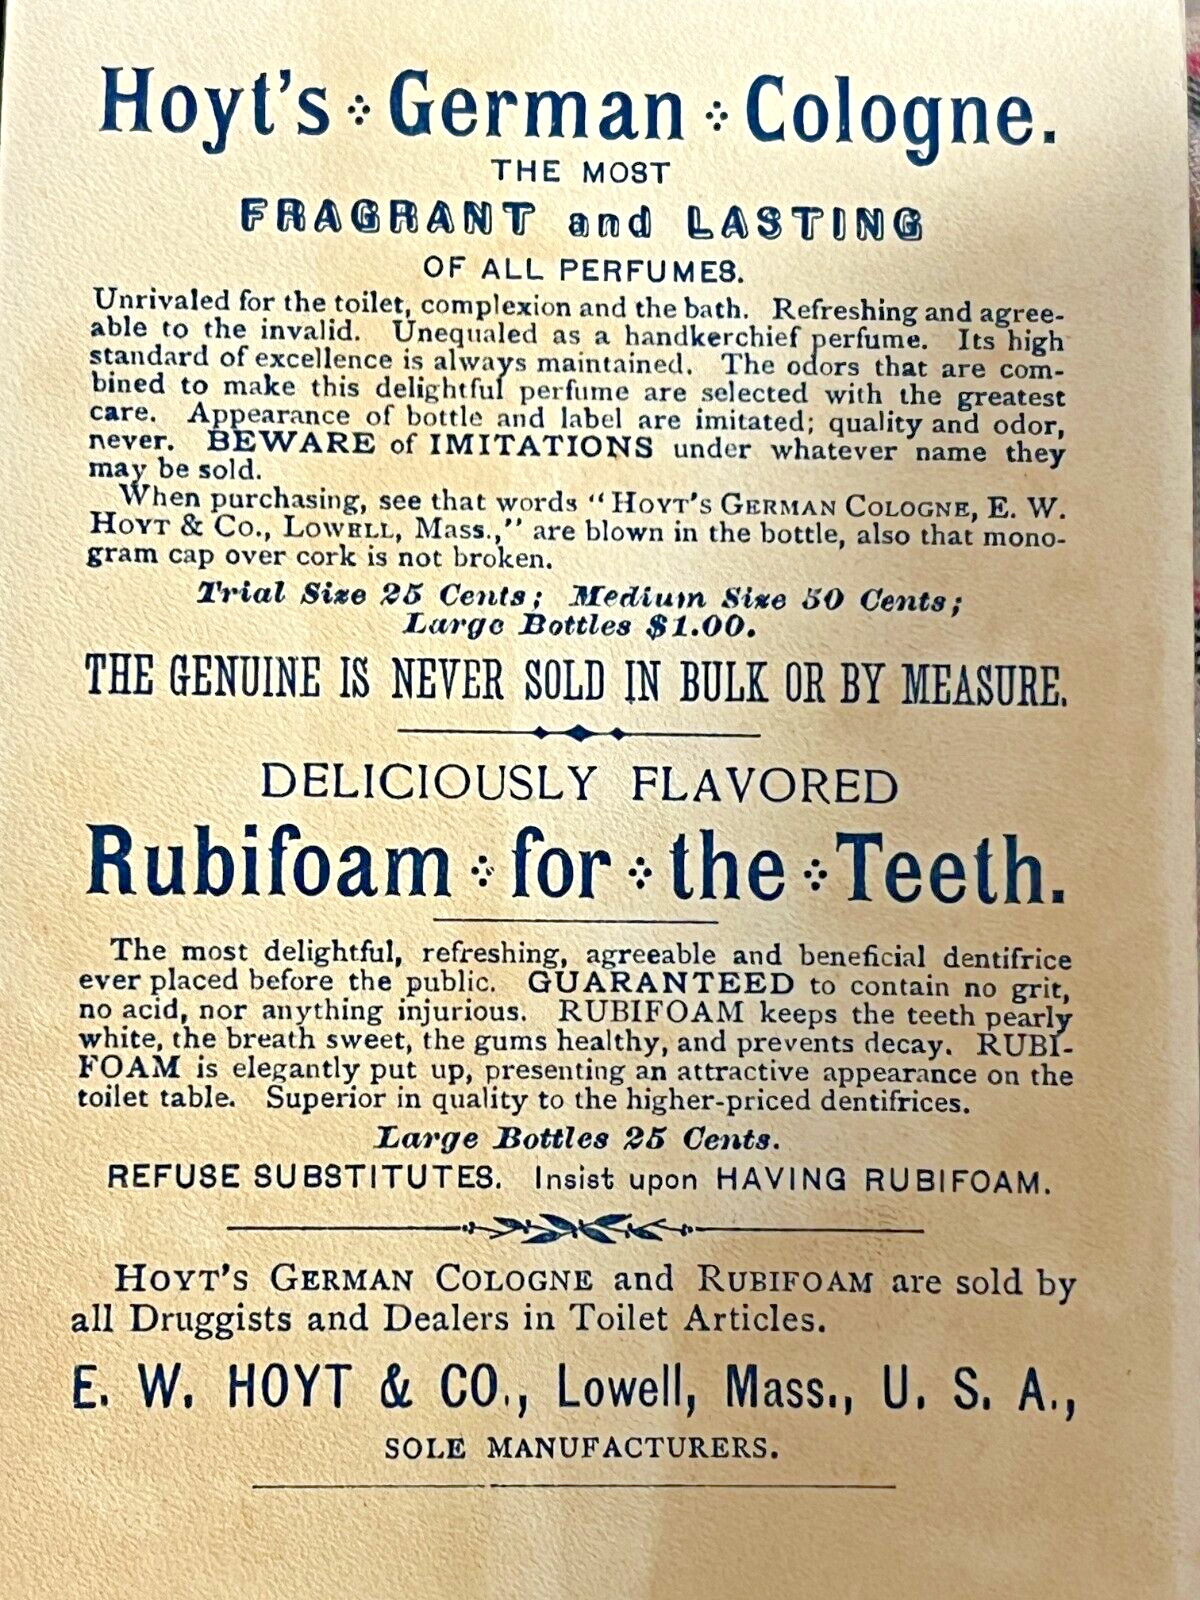 Hoyt's German Cologne.
THE MOST
FRAGRANT and LASTING
OF ALL PERFUMES.
Unrivaled for the toilet, complexion and the bath. Refreshing and agree-
able to the invalid. Unequaled as a handkerchief perfume. Its high
standard of excellence is always maintained. The odors that are com-
bined to make this delightful perfume are selected with the greatest
care. Appearance of bottle and label are imitated; quality and odor,
never. BEWARE of IMITATIONS under whatever name they
may be sold.
When purchasing, see that words "HOYT'S GERMAN COLOGNE, E. W.
HOYT & CO., LOWELL, MASS.," are blown in the bottle, also that mono-
gram cap over cork is not broken.
Trial Size 25 Cents; Medium Size 50 Cents;
Large Bottles $1.00.
THE GENUINE IS NEVER SOLD IN BULK OR BY MEASURE.
DELICIOUSLY FLAVORED
Rubifoam for the Teeth.
The most delightful, refreshing, agreeable and beneficial dentifrice
ever placed before the public. GUARANTEED to contain no grit,
no acid, nor anything injurious. RUBIFOAM keeps the teeth pearly
white, the breath sweet, the gums healthy, and prevents decay. RUBI-
FOAM is elegantly put up, presenting an attractive appearance on the
toilet table. Superior in quality to the higher-priced dentifrices.
Large Bottles 25 Cents.
REFUSE SUBSTITUTES. Insist upon HAVING RUBIFOAM.
HOYT'S GERMAN COLOGNE and RUBIFOAM are sold by
all Druggists and Dealers in Toilet Articles.
E. W. HOYT & CO., Lowell, Mass., U. S. A.,
SOLE MANUFACTURERS.